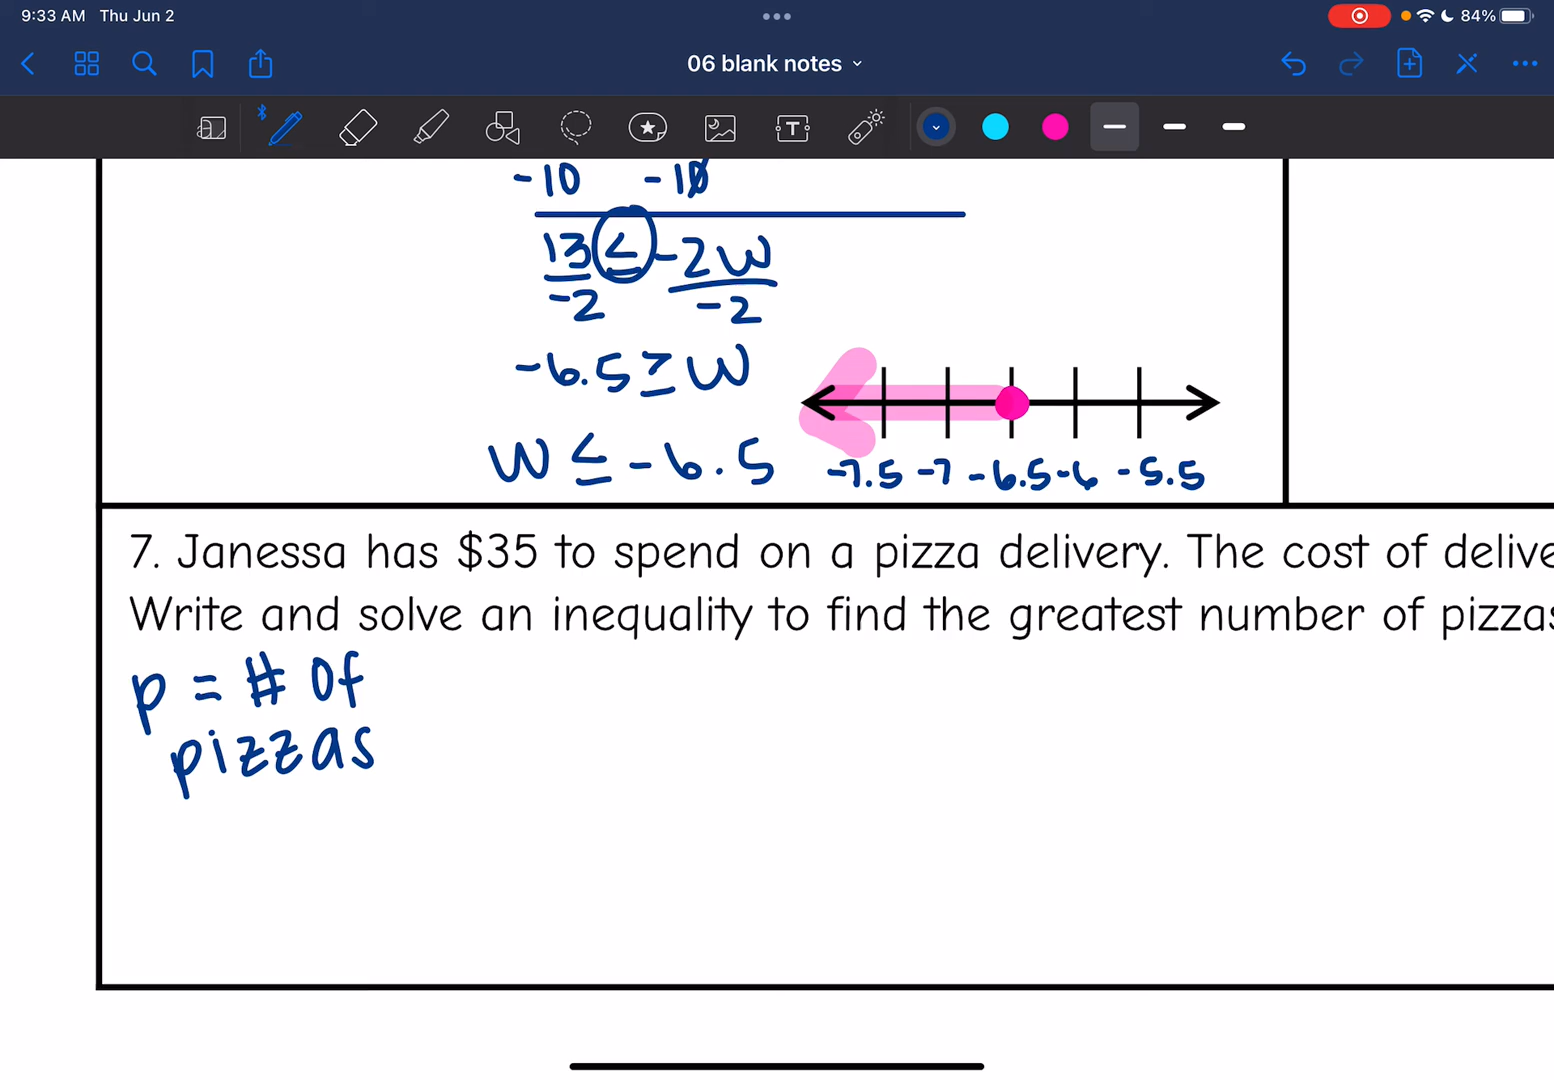 9:33 AM Thu Jun 2
84%
06 blank notes
T
-10 -10
13 ≤ -2W
-2 -2
-6.5 ≥ W
W ≤ -6.5
-7.5 -7 -6.5 -6 -5.5
7. Janessa has $35 to spend on a pizza delivery. The cost of delive
Write and solve an inequality to find the greatest number of pizzas
p = # of
pizzas